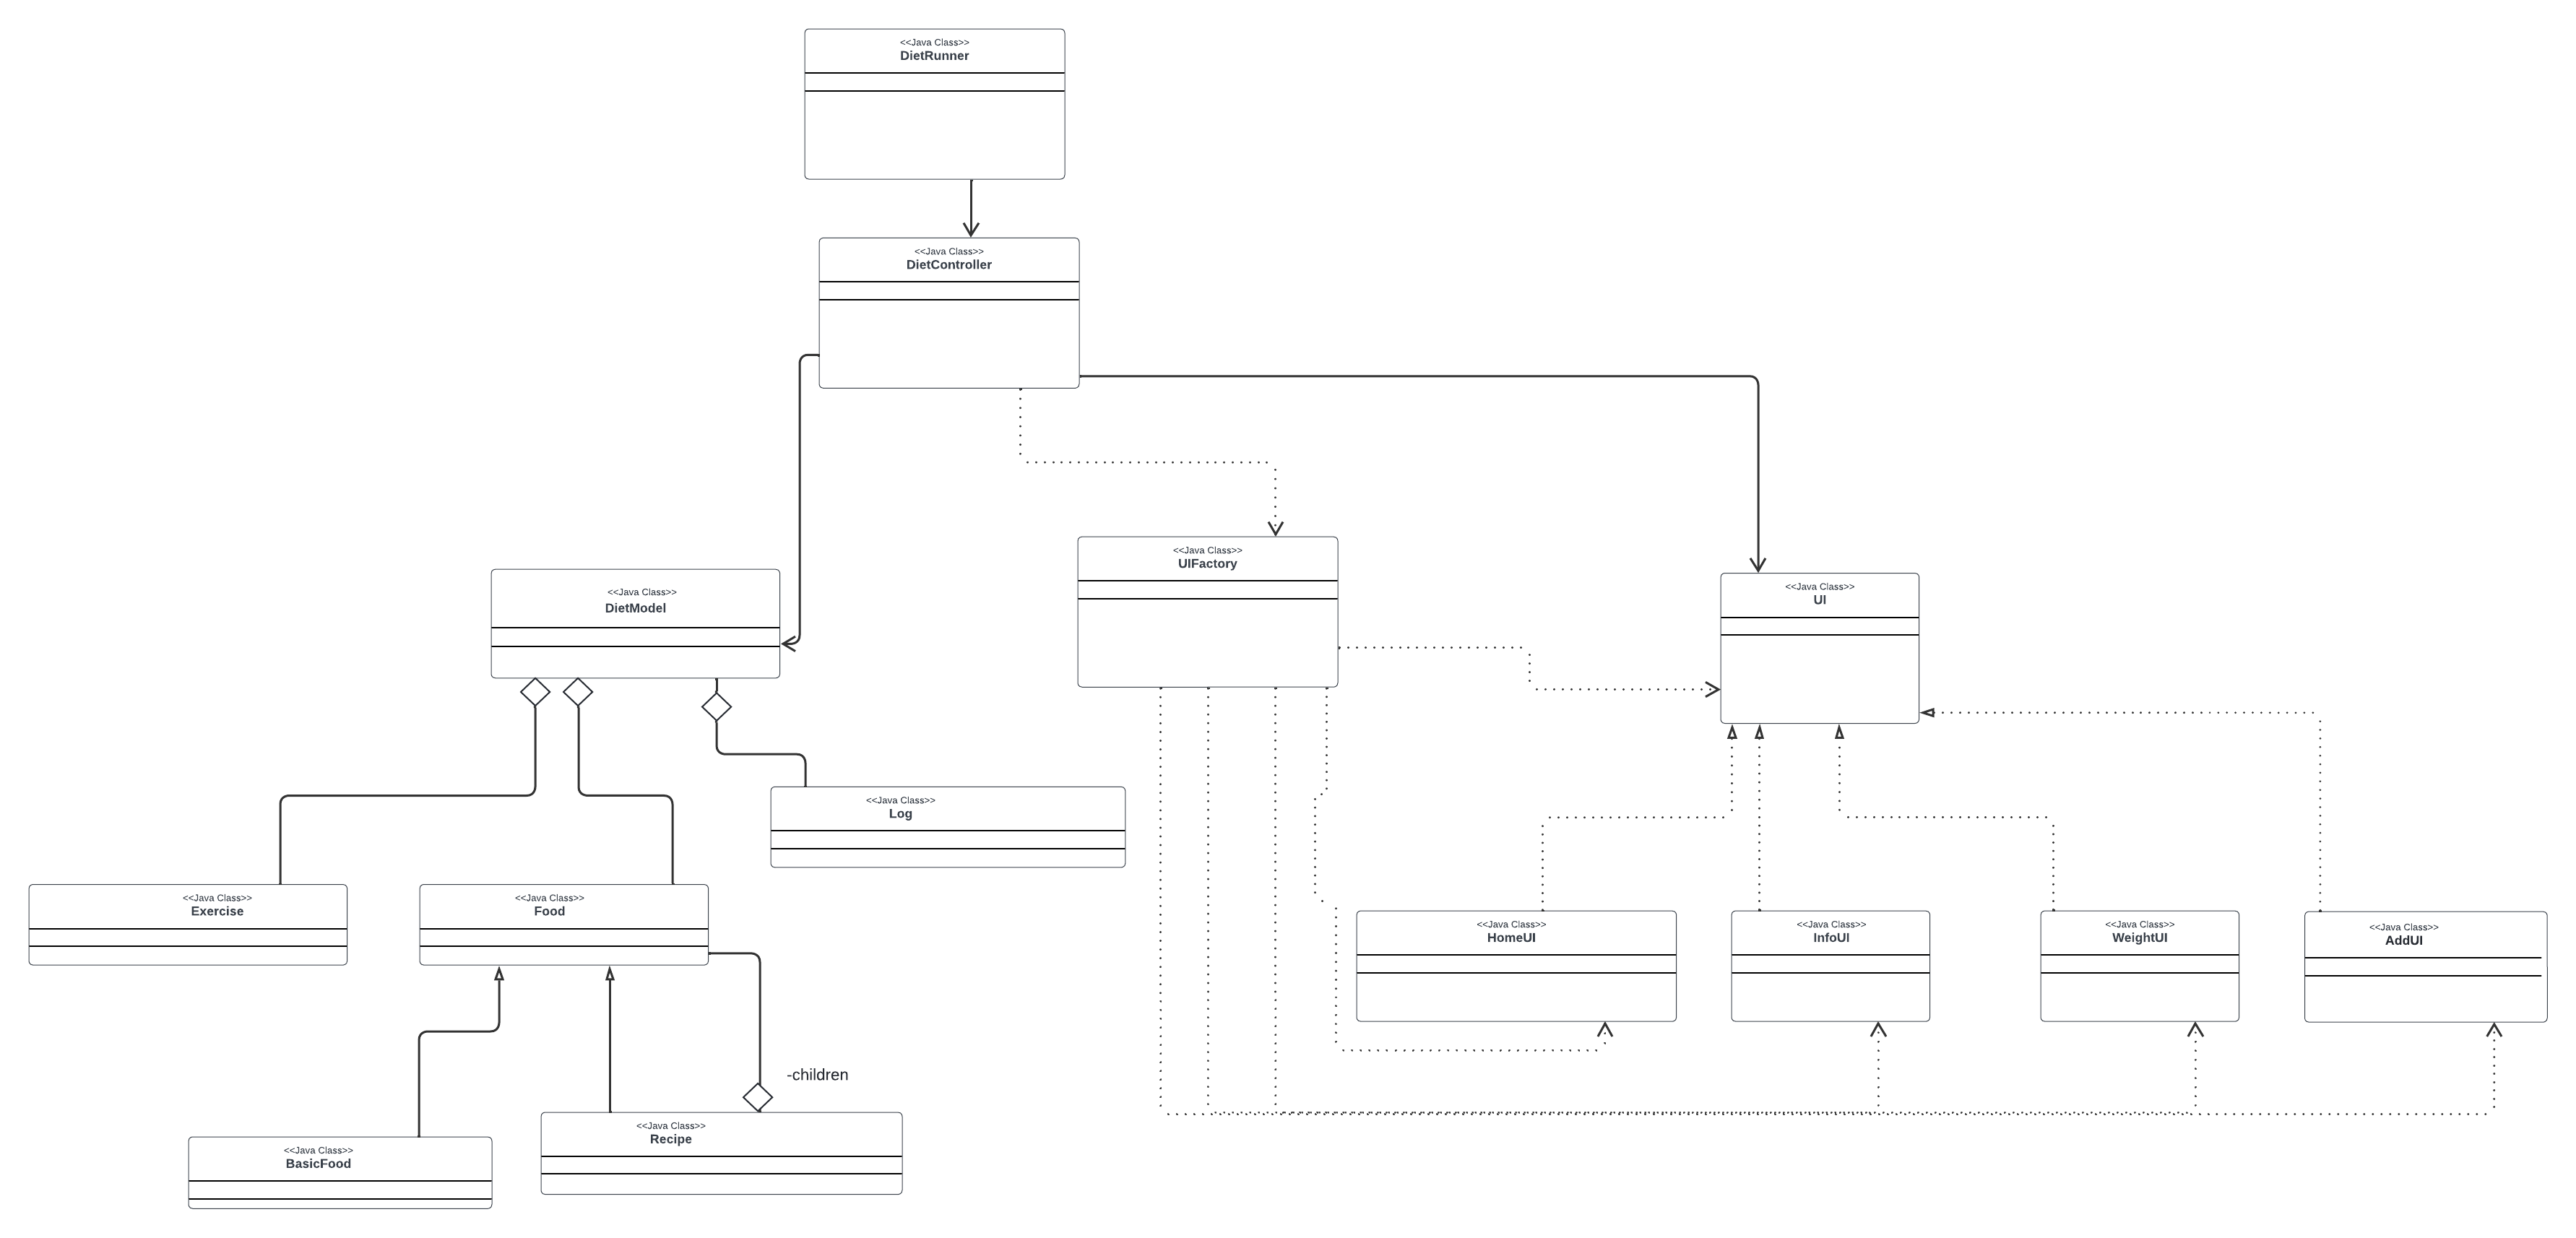 <<Java Class>>
DietRunner
<<Java Class>>
DietController
<<Java Class>>
UIFactory
<<Java Class>>
DietModel
<<Java Class>>
UI
<<Java Class>>
Log
<<Java Class>>
Exercise
<<Java Class>>
Food
<<Java Class>>
HomeUI
<<Java Class>>
InfoUI
<<Java Class>>
WeightUI
<<Java Class>>
AddUI
-children
<<Java Class>>
Recipe
<<Java Class>>
BasicFood